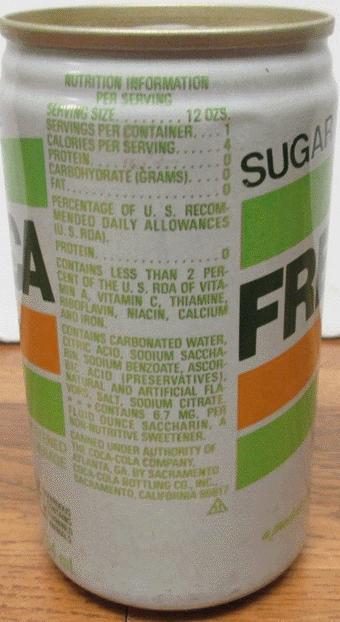 NUTRITION INFORMATION
PER SERVING
SERVING SIZE............12 OZS.
SERVINGS PER CONTAINER.... 1
CALORIES PER SERVING....... 4
PROTEIN..................... 0
CARBOHYDRATE (GRAMS).... 0
FAT......................... 0
PERCENTAGE OF U. S. RECOM-
MENDED DAILY ALLOWANCES
(U. S. RDA).
PROTEIN..................... 0
CONTAINS LESS THAN 2 PER-
CENT OF THE U. S. RDA OF VITA-
MIN A, VITAMIN C, THIAMINE,
RIBOFLAVIN, NIACIN, CALCIUM
AND IRON.
CONTAINS CARBONATED WATER,
CITRIC ACID, SODIUM SACCHA-
RIN, SODIUM BENZOATE, ASCOR-
BIC ACID (PRESERVATIVES),
NATURAL AND ARTIFICIAL FLA-
VORS, SALT, SODIUM CITRATE.
* * * CONTAINS 6.7 MG. PER
FLUID OUNCE SACCHARIN, A
NON-NUTRITIVE SWEETENER.
CANNED UNDER AUTHORITY OF
THE COCA-COLA COMPANY,
ATLANTA, GA. BY SACRAMENTO
COCA-COLA BOTTLING CO., INC.,
SACRAMENTO, CALIFORNIA 95817
SUGAR
FR
CA